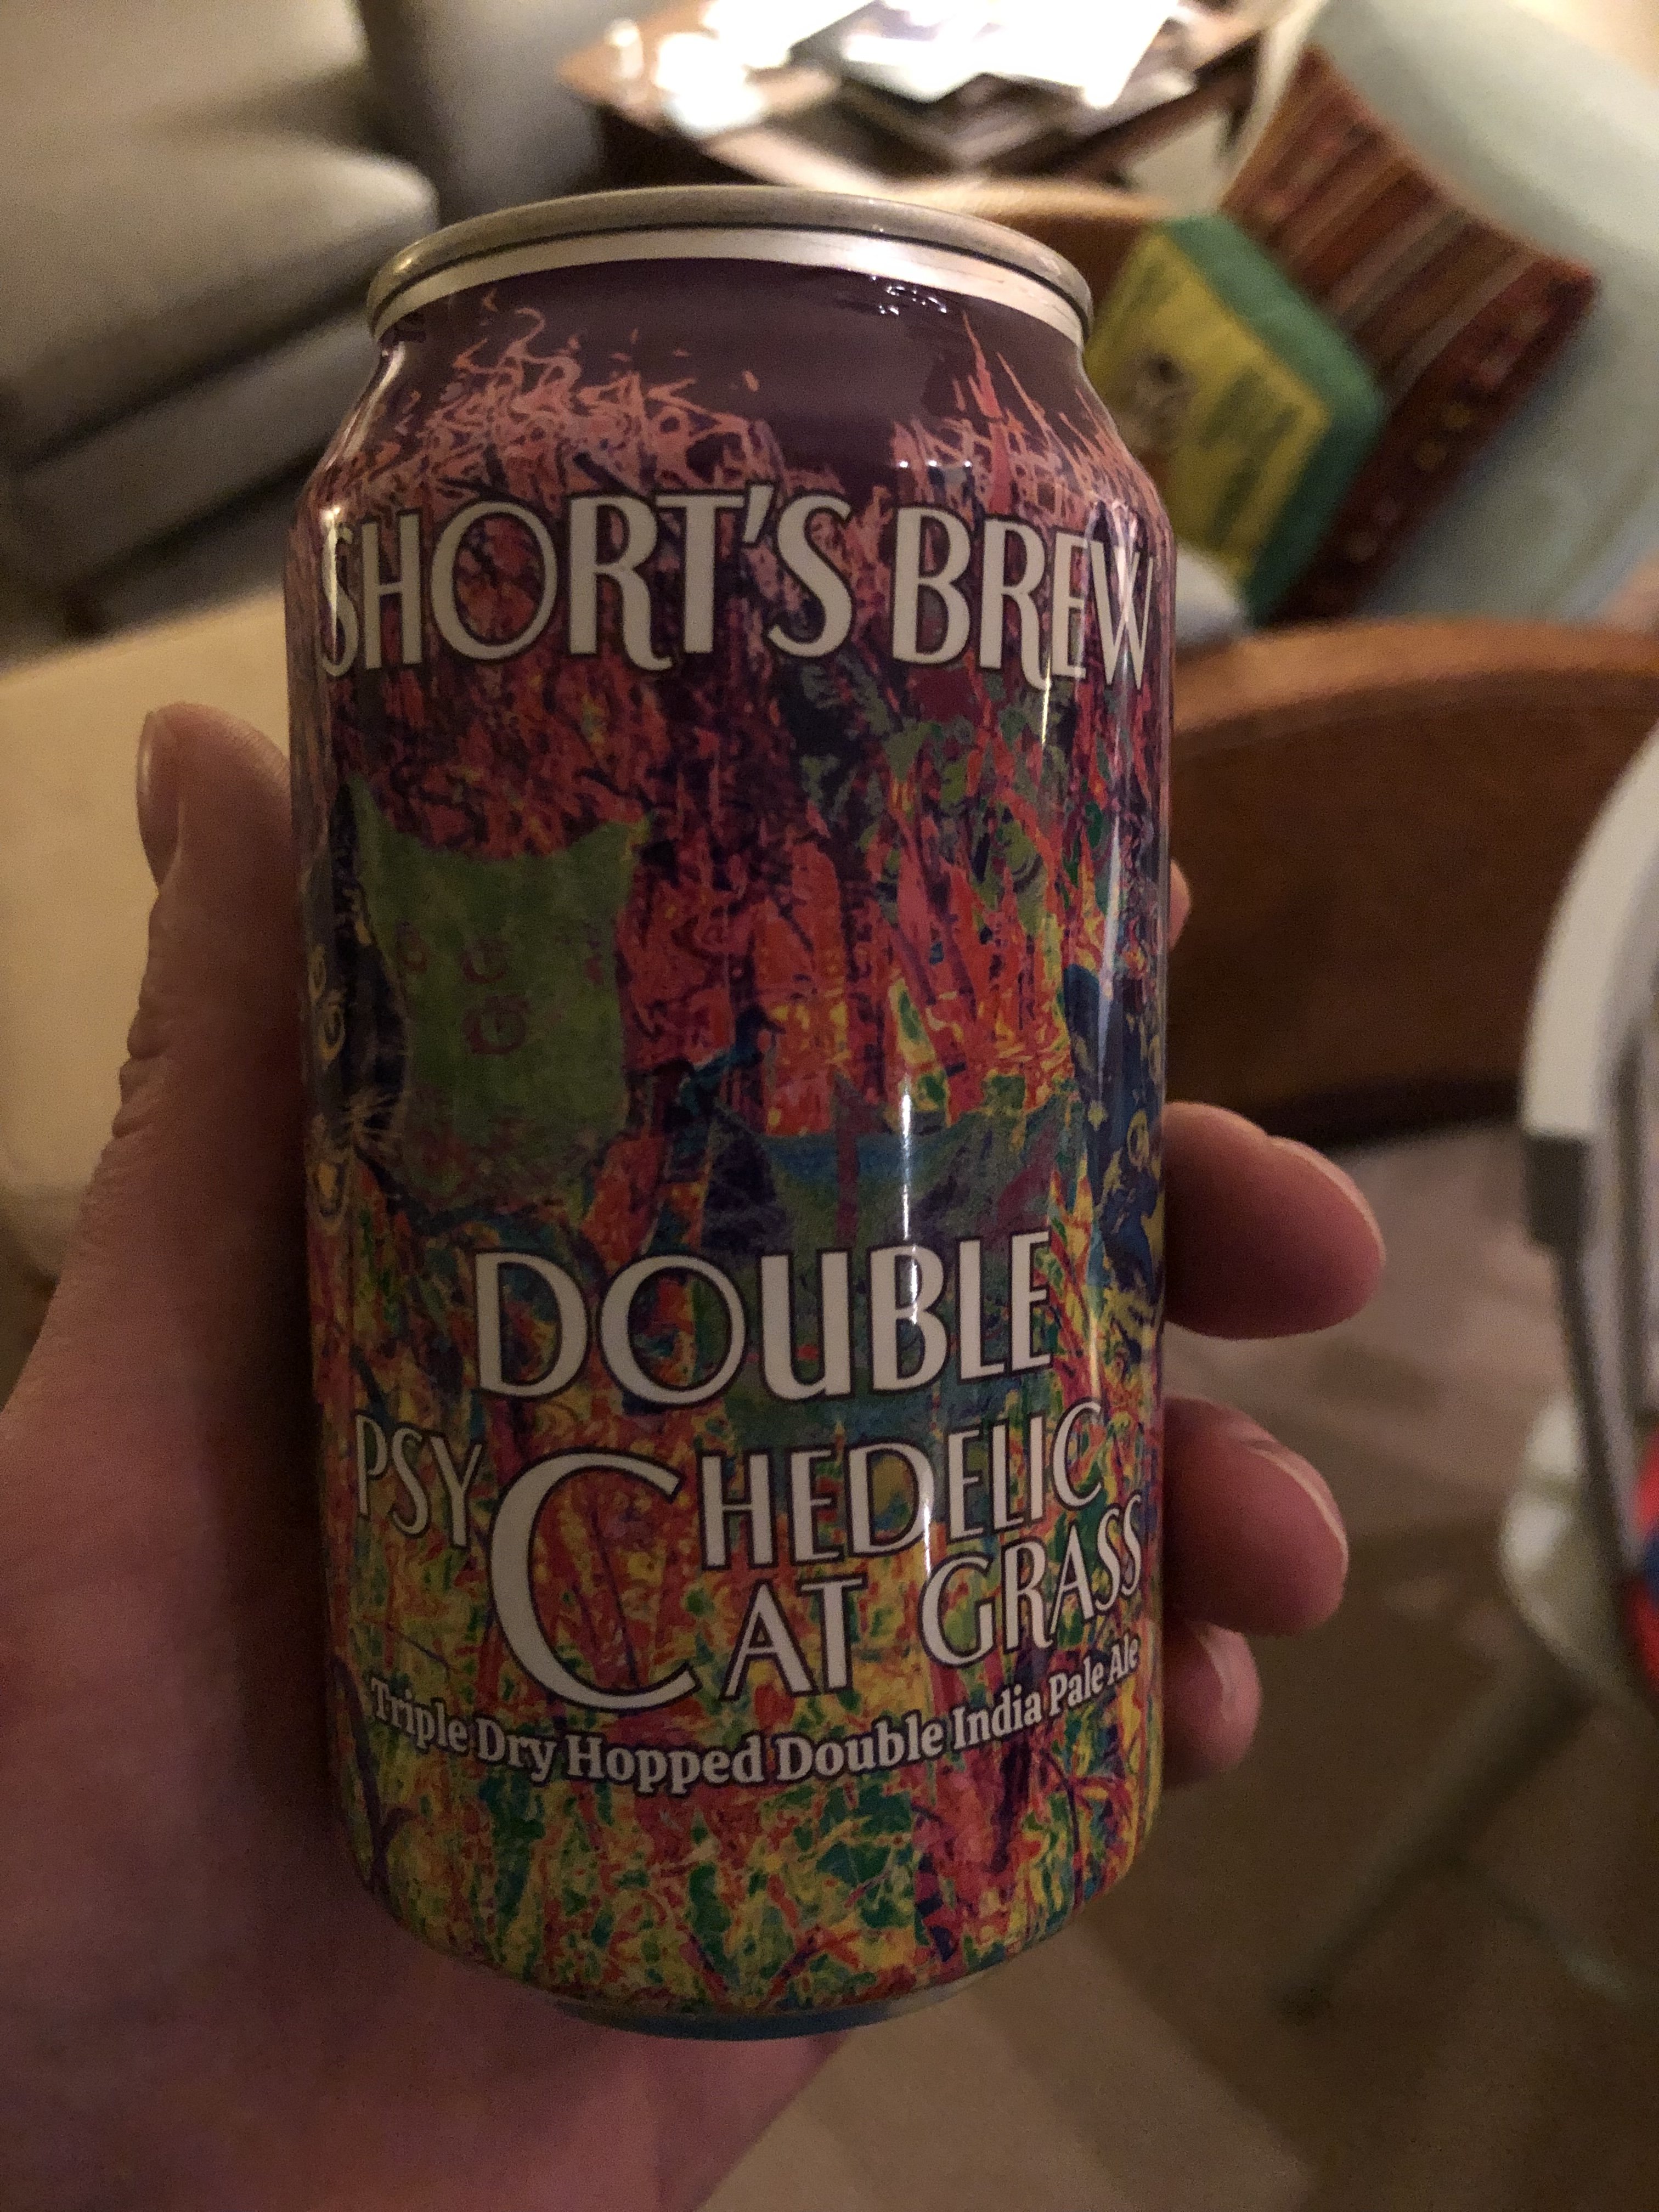 SHORT'S BREW
DOUBLE
PSYCHEDELIC
CAT GRASS
Triple Dry Hopped Double India Pale Ale